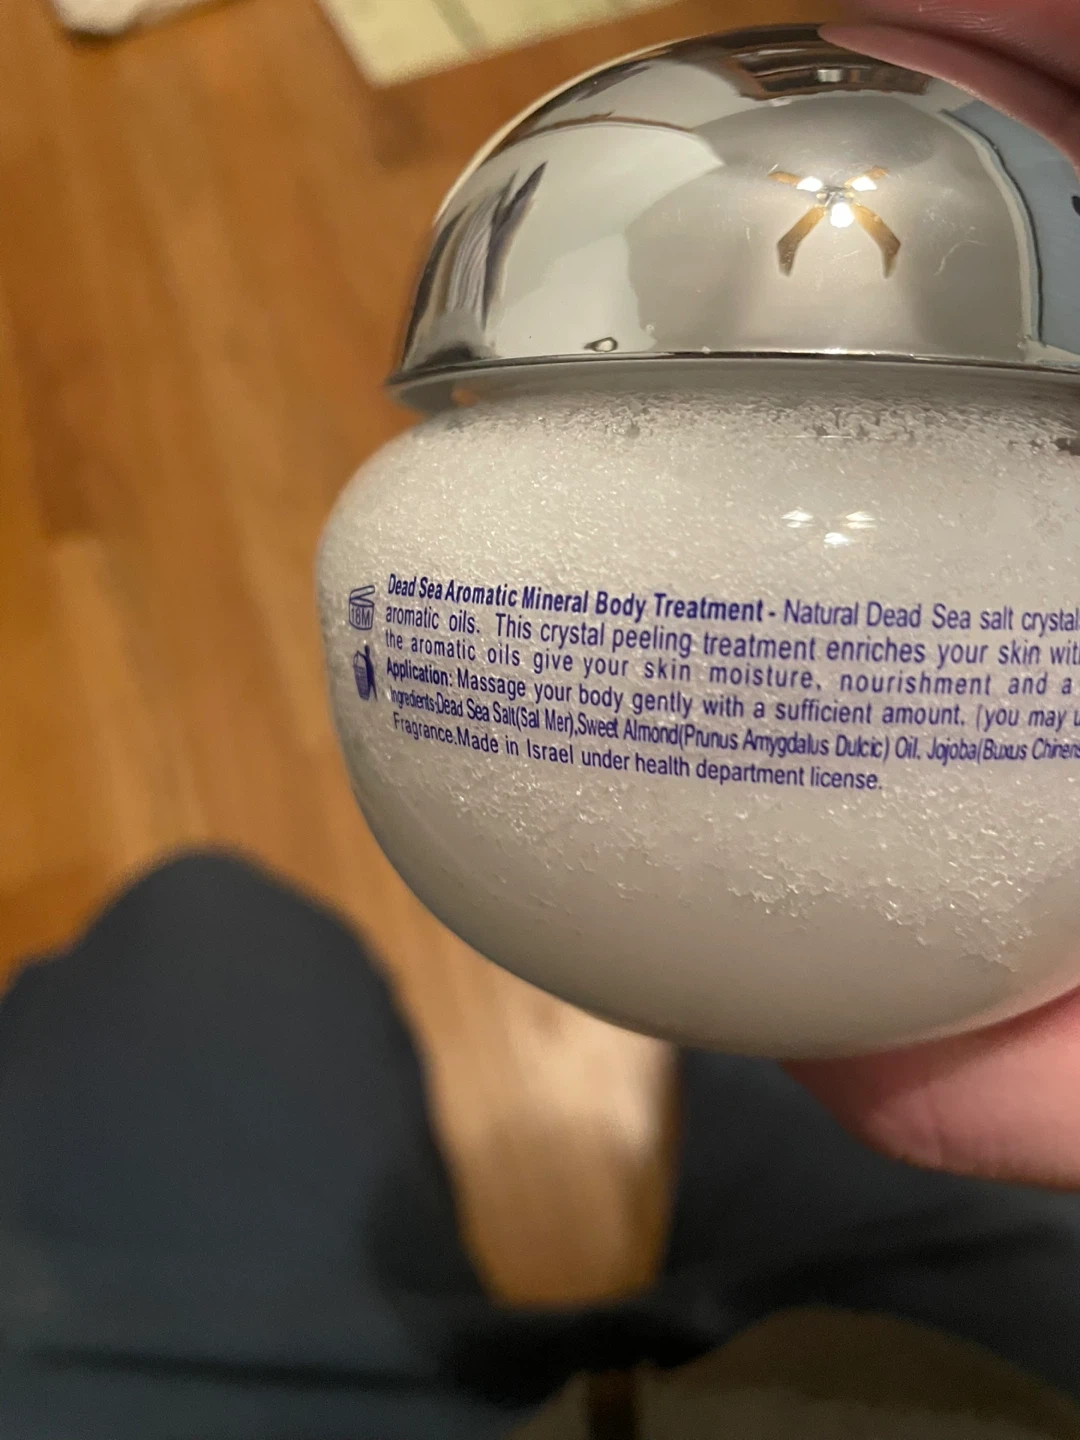 Dead Sea Aromatic Mineral Body Treatment - Natural Dead Sea salt crystal
aromatic oils. This crystal peeling treatment enriches your skin wit
the aromatic oils give your skin moisture, nourishment and a
Application: Massage your body gently with a sufficient amount. (you may u
Ingredients:Dead Sea Salt(Sal Mer),Sweet Almond(Prunus Amygdalus Dulcic) Oil. Jojoba(Buxus Chinens
Fragrance.Made in Israel under health department license.
18M